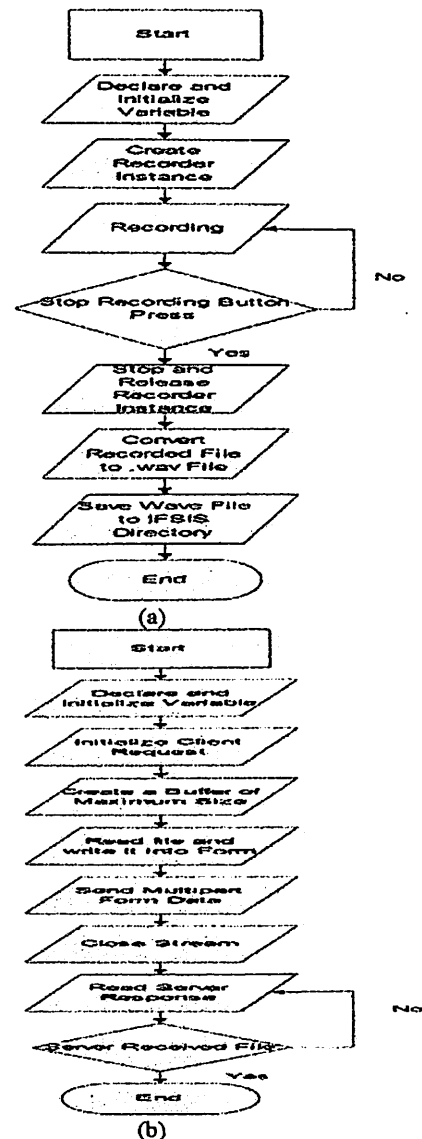 Start
Declare and
Initialize
Variable
Create
Recorder
Instance
Recording
No
Stop Recording Button
Press
Yes
Stop and
Release
Recorder
Instance
Convert
Recorded File
to .wav File
Save Wave File
to IFSIS
Directory
End
(a)
Start
Declare and
Initialize Variable
Initialize Client
Request
Create a Buffer of
Maximum Size
Read file and
write it into Form
Send Multipart
Form Data
Close Stream
Read Server
Response
No
Server Received File
Yes
End
(b)